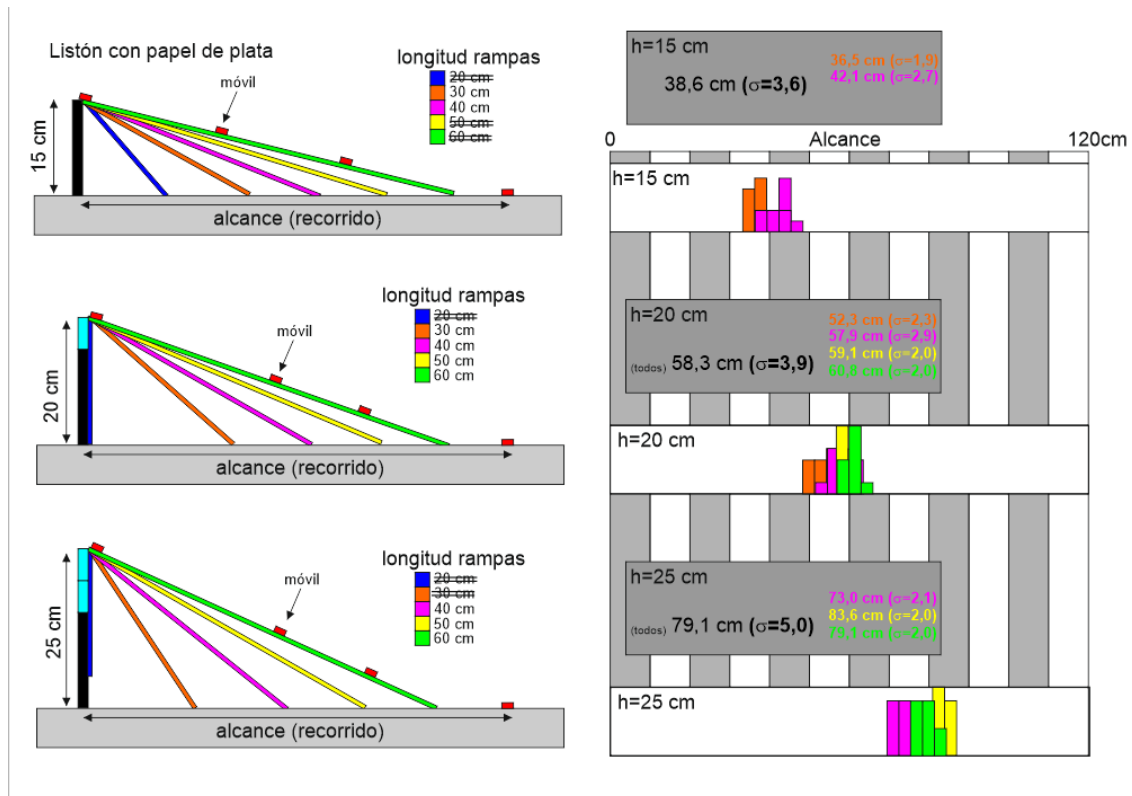 Listón con papel de plata
longitud rampas
20 cm
30 cm
40 cm
50 cm
60 cm
móvil
15 cm
alcance (recorrido)
longitud rampas
20 cm
30 cm
40 cm
50 cm
60 cm
móvil
20 cm
alcance (recorrido)
longitud rampas
20 cm
30 cm
40 cm
50 cm
60 cm
móvil
25 cm
alcance (recorrido)
h=15 cm
36,5 cm (σ=1,9)
42,1 cm (σ=2,7)
38,6 cm (σ=3,6)
0 Alcance 120cm
h=15 cm
h=20 cm
52,3 cm (σ=2,3)
57,9 cm (σ=2,9)
59,1 cm (σ=2,0)
60,8 cm (σ=2,0)
(todos) 58,3 cm (σ=3,9)
h=20 cm
h=25 cm
73,0 cm (σ=2,1)
83,6 cm (σ=2,0)
79,1 cm (σ=2,0)
(todos) 79,1 cm (σ=5,0)
h=25 cm